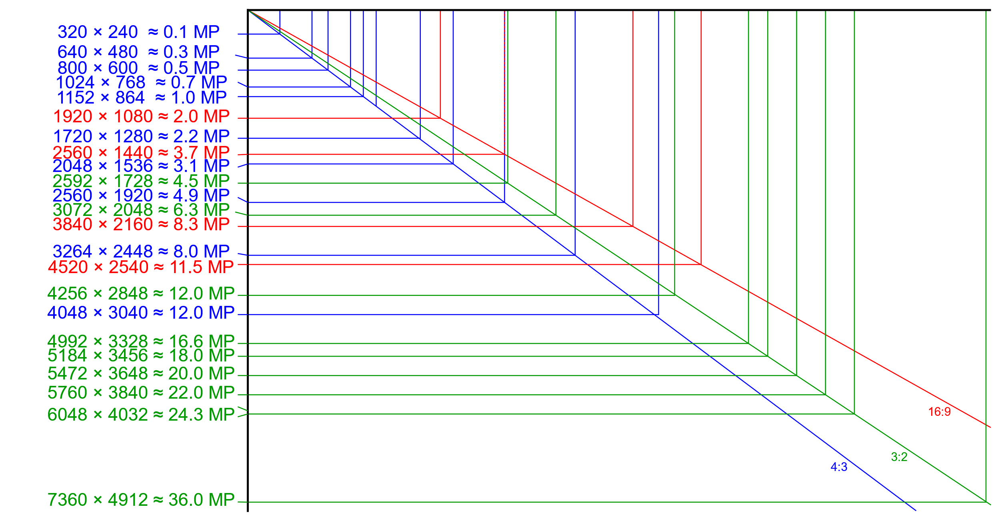 320 × 240 ≈ 0.1 MP
640 × 480 ≈ 0.3 MP
800 × 600 ≈ 0.5 MP
1024 × 768 ≈ 0.7 MP
1152 × 864 ≈ 1.0 MP
1920 × 1080 ≈ 2.0 MP
1720 × 1280 ≈ 2.2 MP
2560 × 1440 ≈ 3.7 MP
2048 × 1536 ≈ 3.1 MP
2592 × 1728 ≈ 4.5 MP
2560 × 1920 ≈ 4.9 MP
3072 × 2048 ≈ 6.3 MP
3840 × 2160 ≈ 8.3 MP
3264 × 2448 ≈ 8.0 MP
4520 × 2540 ≈ 11.5 MP
4256 × 2848 ≈ 12.0 MP
4048 × 3040 ≈ 12.0 MP
4992 × 3328 ≈ 16.6 MP
5184 × 3456 ≈ 18.0 MP
5472 × 3648 ≈ 20.0 MP
5760 × 3840 ≈ 22.0 MP
6048 × 4032 ≈ 24.3 MP
7360 × 4912 ≈ 36.0 MP
16:9
3:2
4:3